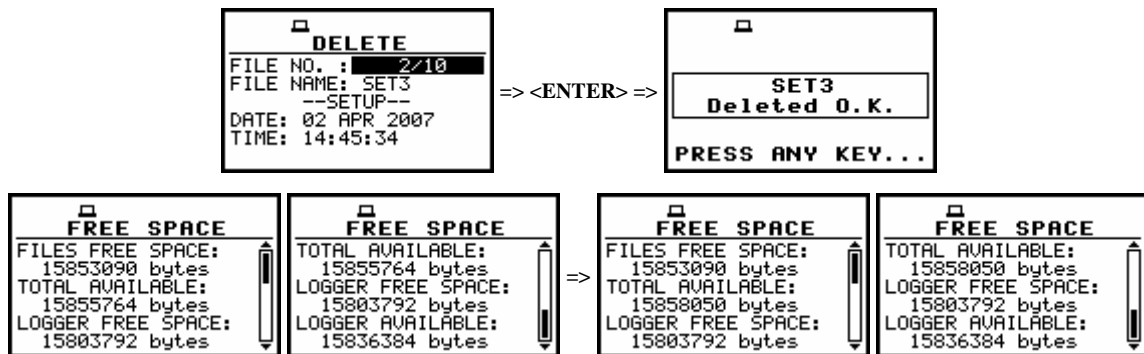 DELETE
FILE NO. : 2/10
FILE NAME: SET3
--SETUP--
DATE: 02 APR 2007
TIME: 14:45:34
=> <ENTER> =>
SET3
Deleted O.K.
PRESS ANY KEY...
FREE SPACE
FILES FREE SPACE:
15853090 bytes
TOTAL AVAILABLE:
15855764 bytes
LOGGER FREE SPACE:
15803792 bytes
FREE SPACE
TOTAL AVAILABLE:
15855764 bytes
LOGGER FREE SPACE:
15803792 bytes
LOGGER AVAILABLE:
15836384 bytes
=>
FREE SPACE
FILES FREE SPACE:
15853090 bytes
TOTAL AVAILABLE:
15858050 bytes
LOGGER FREE SPACE:
15803792 bytes
FREE SPACE
TOTAL AVAILABLE:
15858050 bytes
LOGGER FREE SPACE:
15803792 bytes
LOGGER AVAILABLE:
15836384 bytes